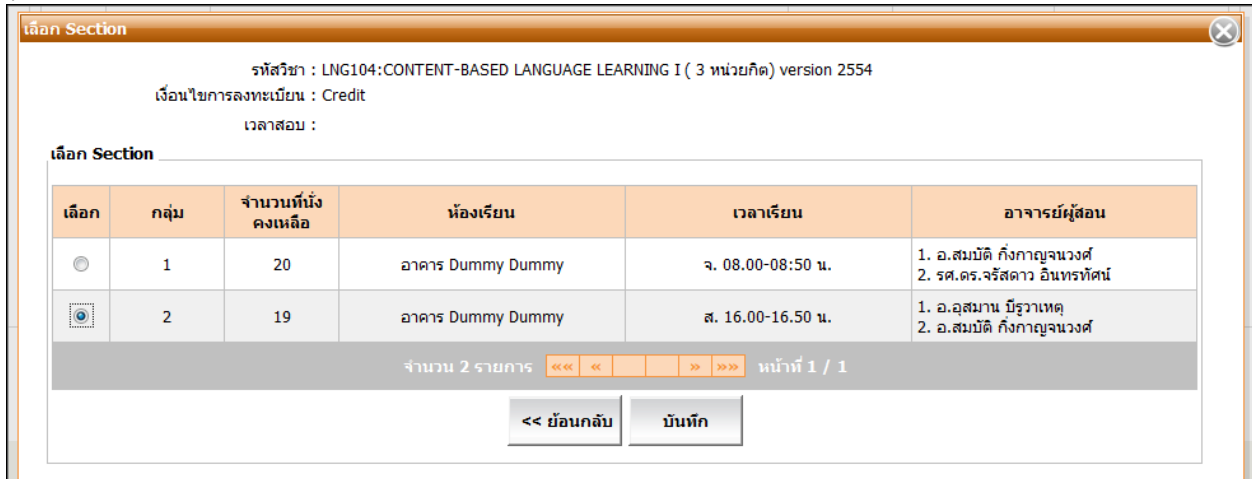 เลือก Section
รหัสวิชา : LNG104:CONTENT-BASED LANGUAGE LEARNING I ( 3 หน่วยกิต) version 2554
เงื่อนไขการลงทะเบียน : Credit
เวลาสอบ :
เลือก Section
เลือก กลุ่ม จำนวนที่นั่ง ห้องเรียน เวลาเรียน อาจารย์ผู้สอน
คงเหลือ
1 20 อาคาร Dummy Dummy จ. 08.00-08:50 น. 1. อ.สมบัติ กิ่งกาญจนวงศ์
2. รศ.ดร.จรัสดาว อินทรทัศน์
2 19 อาคาร Dummy Dummy ส. 16.00-16.50 น. 1. อ.อุสมาน บีรูวาเหตุ
2. อ.สมบัติ กิ่งกาญจนวงศ์
จำนวน 2 รายการ «« « » »» หน้าที่ 1 / 1
<< ย้อนกลับ บันทึก